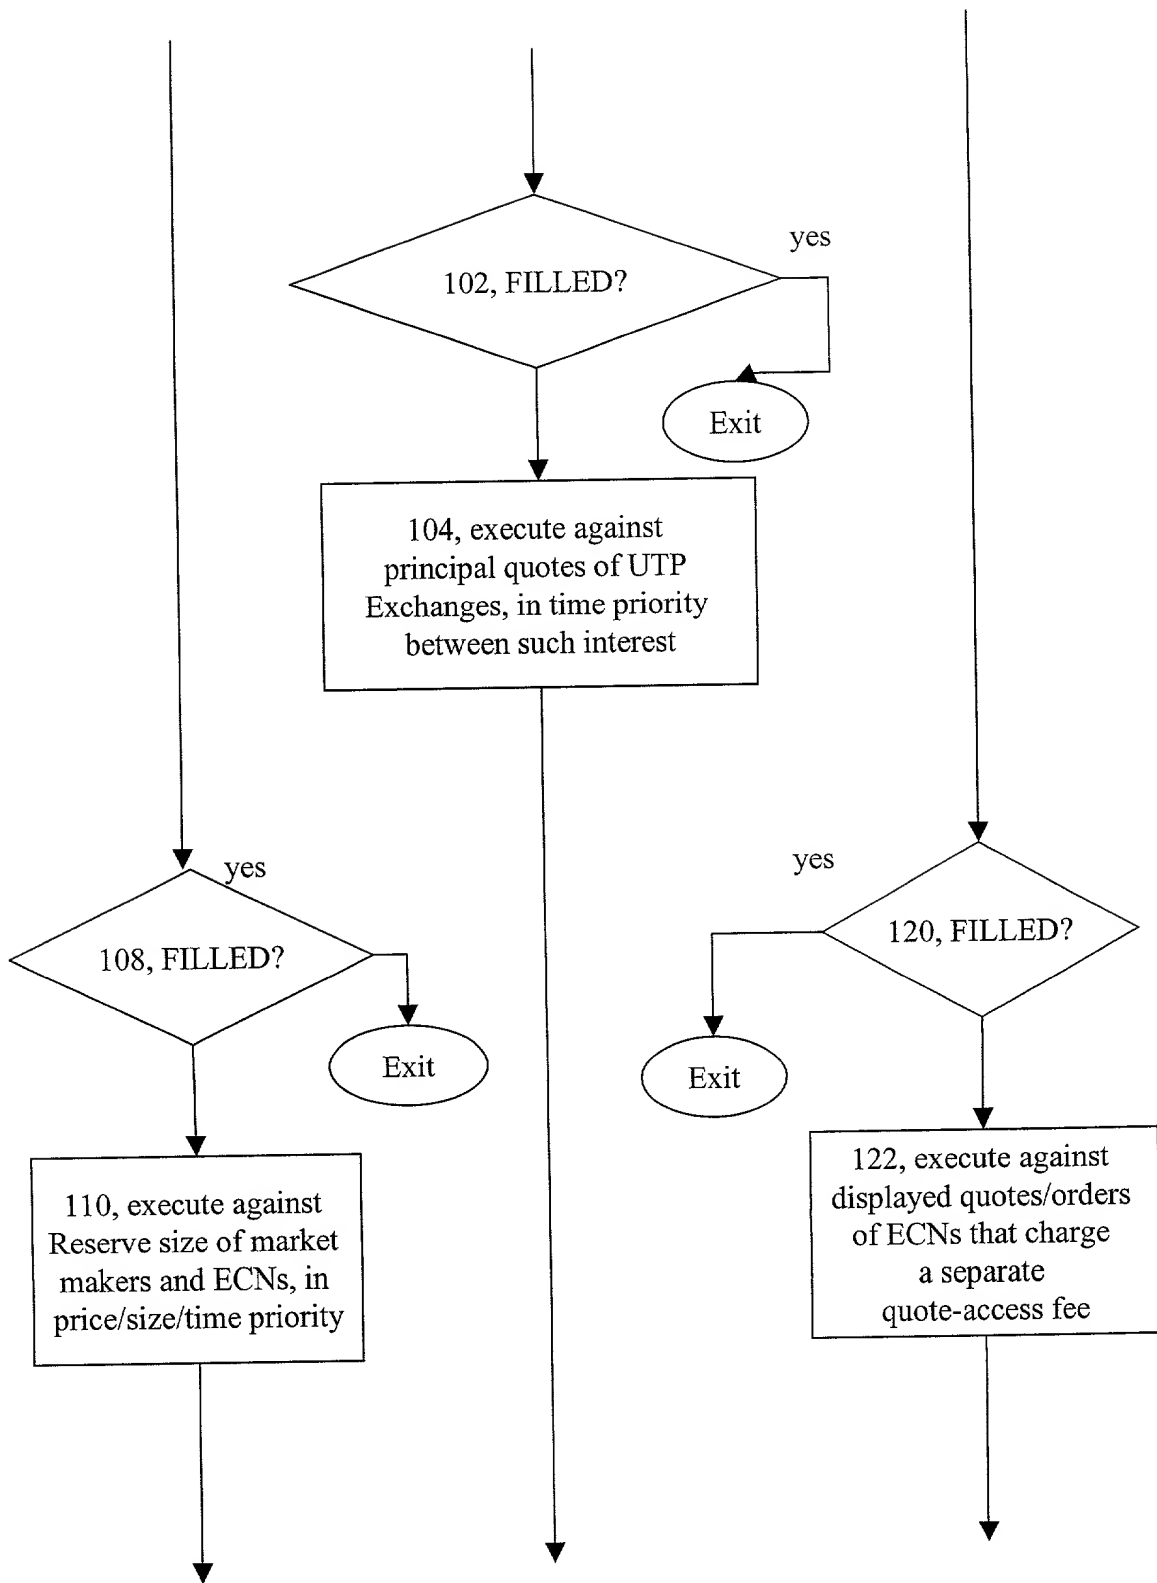 yes
102, FILLED?
Exit
104, execute against
principal quotes of UTP
Exchanges, in time priority
between such interest
yes
108, FILLED?
Exit
110, execute against
Reserve size of market
makers and ECNs, in
price/size/time priority
yes
120, FILLED?
Exit
122, execute against
displayed quotes/orders
of ECNs that charge
a separate
quote-access fee